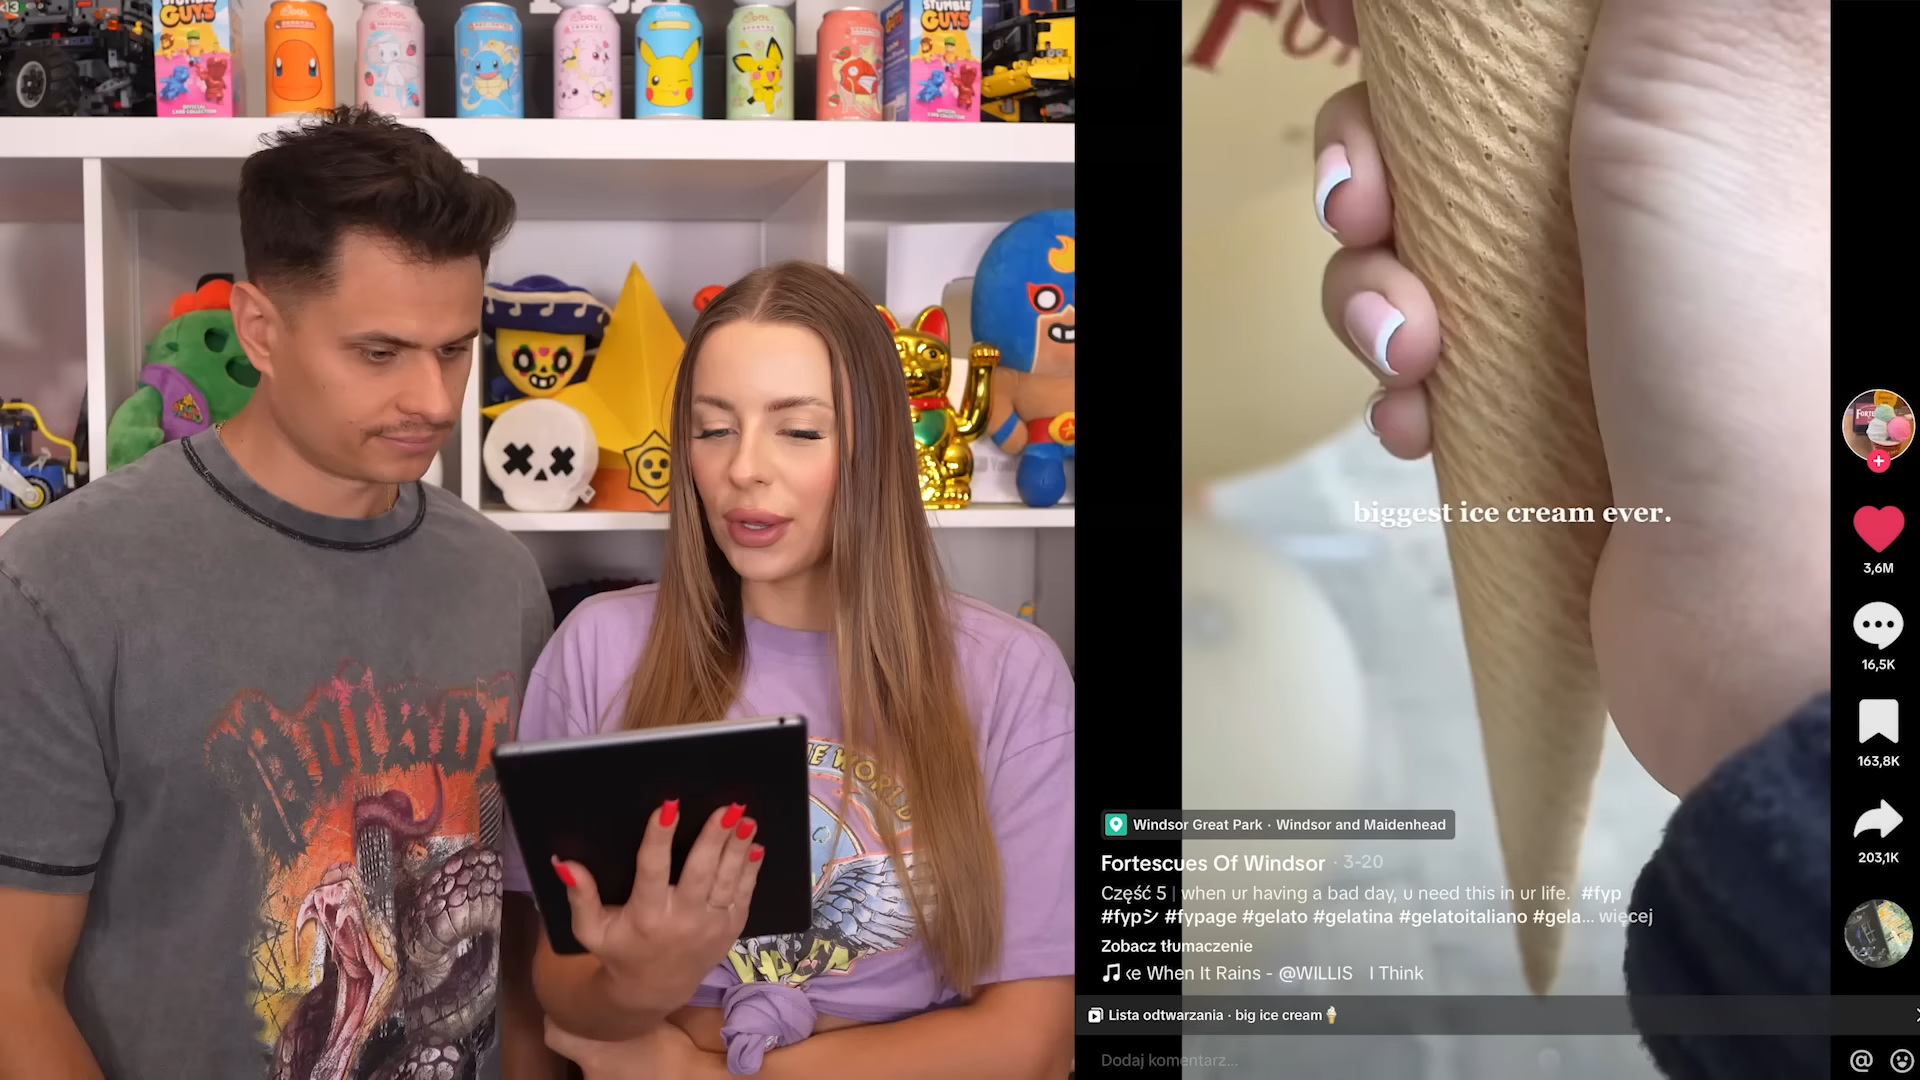 STUMBLE
GUYS
STUMBLE
GUYS
biggest ice cream ever.
3,6M
16,5K
163,8K
203,1K
Windsor Great Park · Windsor and Maidenhead
Fortescues Of Windsor · 3-20
Część 5 | when ur having a bad day, u need this in ur life. #fyp
#fypシ #fypage #gelato #gelatina #gelatoitaliano #gela... więcej
Zobacz tłumaczenie
ke When It Rains - @WILLIS I Think
Lista odtwarzania · big ice cream🍦
Dodaj komentarz...